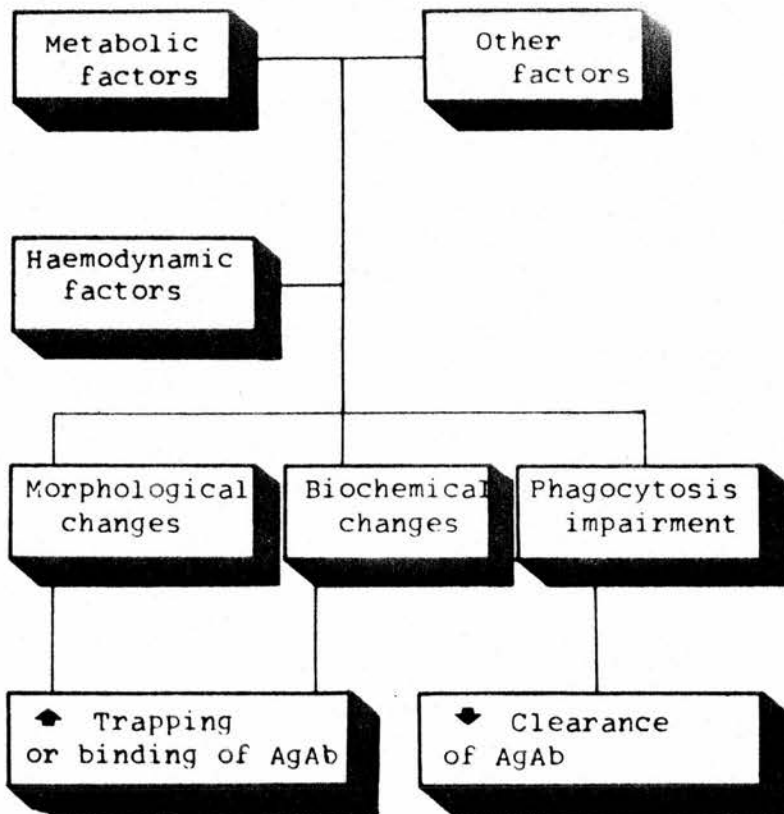 Metabolic
factors
Other
factors
Haemodynamic
factors
Morphological
changes
Biochemical
changes
Phagocytosis
impairment
🡅 Trapping
or binding of AgAb
🡇 Clearance
of AgAb